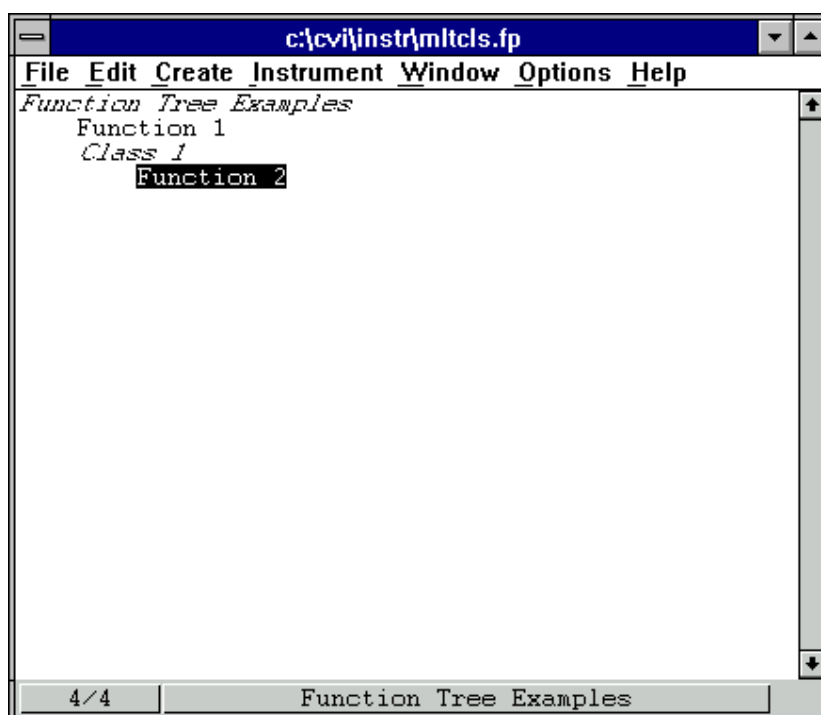 c:\cvi\instr\mltcls.fp
File Edit Create Instrument Window Options Help
Function Tree Examples
Function 1
Class 1
Function 2
4/4 Function Tree Examples